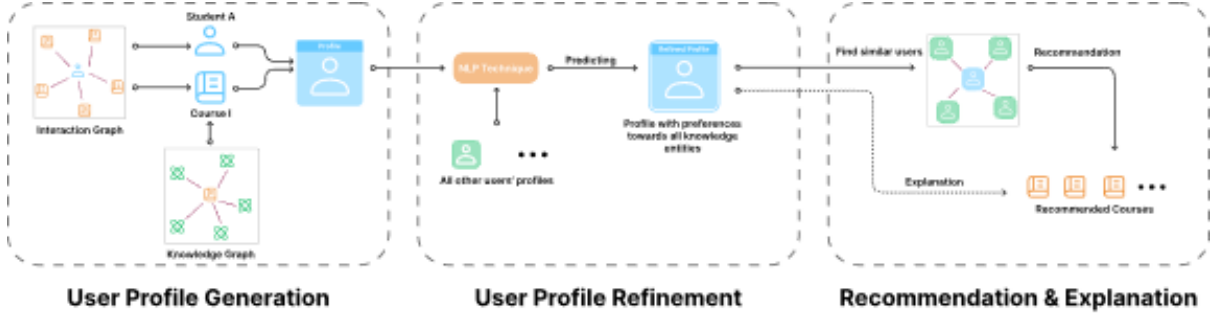 Student A
Profile
Interaction Graph
Course I
Knowledge Graph
User Profile Generation
NLP Technique
Predicting
Refined Profile
Profile with preferences
towards all knowledge
entities
All other users' profiles
User Profile Refinement
Find similar users
Recommendation
Explanation
Recommended Courses
Recommendation & Explanation